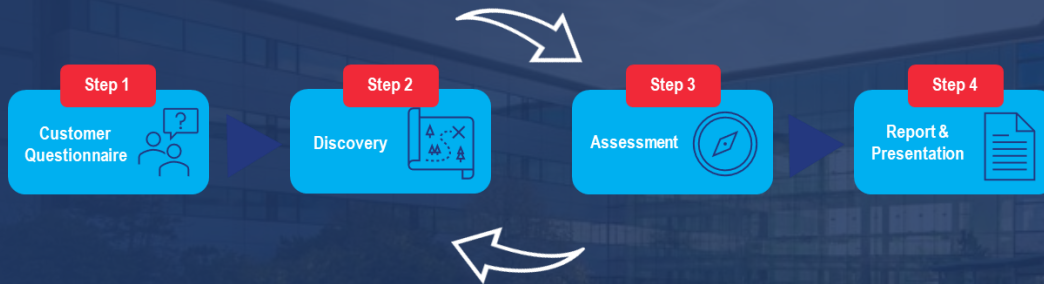 Step 1
Customer
Questionnaire
?
Step 2
Discovery
Step 3
Assessment
Step 4
Report &
Presentation